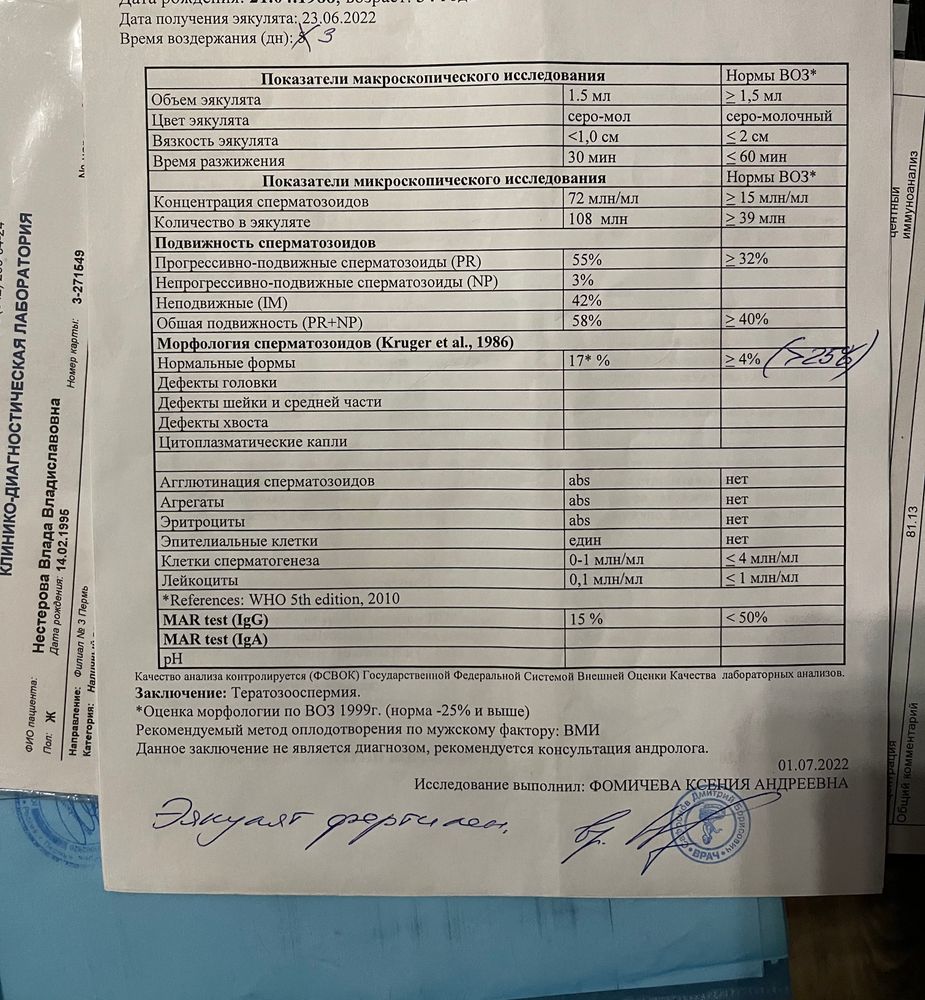 Дата получения эякулята: 23.06.2022
Время воздержания (дн): 3
Показатели макроскопического исследования Нормы ВОЗ*
Объем эякулята 1.5 мл ≥ 1,5 мл
Цвет эякулята серо-мол серо-молочный
Вязкость эякулята <1,0 см ≤ 2 см
Время разжижения 30 мин ≤ 60 мин
Показатели микроскопического исследования Нормы ВОЗ*
Концентрация сперматозоидов 72 млн/мл ≥ 15 млн/мл
Количество в эякуляте 108 млн ≥ 39 млн
Подвижность сперматозоидов
Прогрессивно-подвижные сперматозоиды (PR) 55% ≥ 32%
Непрогрессивно-подвижные сперматозоиды (NP) 3%
Неподвижные (IM) 42%
Обшая подвижность (PR+NP) 58% ≥ 40%
Морфология сперматозоидов (Kruger et al., 1986)
Нормальные формы 17* % ≥ 4% (>25%)
Дефекты головки
Дефекты шейки и средней части
Дефекты хвоста
Цитоплазматические капли
Агглютинация сперматозоидов abs нет
Агрегаты abs нет
Эритроциты abs нет
Эпителиальные клетки един нет
Клетки сперматогенеза 0-1 млн/мл ≤ 4 млн/мл
Лейкоциты 0,1 млн/мл ≤ 1 млн/мл
*References: WHO 5th edition, 2010
MAR test (IgG) 15 % < 50%
MAR test (IgA)
pH
Качество анализа контролируется (ФСВОК) Государственной Федеральной Системой Внешней Оценки Качества лабораторных анализов.
Заключение: Тератозооспермия.
*Оценка морфологии по ВОЗ 1999г. (норма -25% и выше)
Рекомендуемый метод оплодотворения по мужскому фактору: ВМИ
Данное заключение не является диагнозом, рекомендуется консультация андролога.
01.07.2022
Исследование выполнил: ФОМИЧЕВА КСЕНИЯ АНДРЕЕВНА
Эякулят фертилен.
вр.
Дмитрий Борисович
ВРАЧ
КЛИНИКО-ДИАГНОСТИЧЕСКАЯ ЛАБОРАТОРИЯ
ФИО пациента: Нестерова Влада Владиславовна
Пол: Ж Дата рождения: 14.02.1995 Номер карты: 3-271549
Направление: Филиал № 3 Пермь
Категория:
иммуноанализ
81.13
Общий комментарий